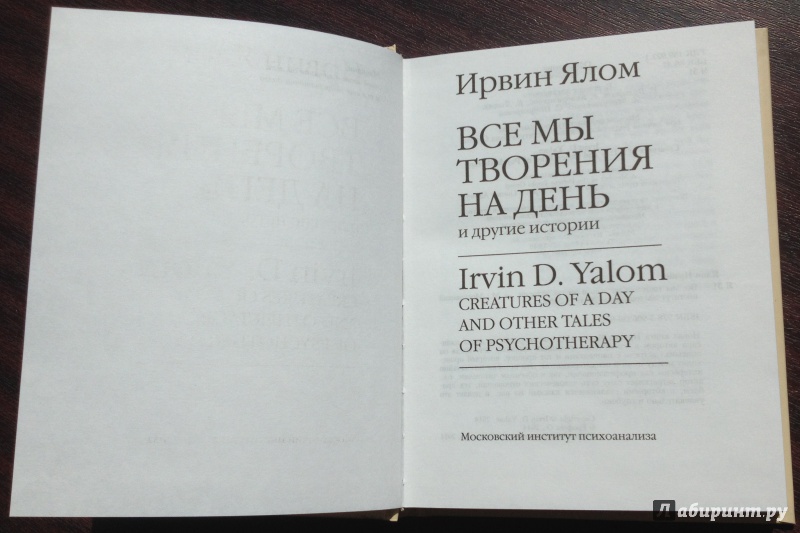 Ирвин Ялом
ВСЕ МЫ
ТВОРЕНИЯ
НА ДЕНЬ
и другие истории
Irvin D. Yalom
CREATURES OF A DAY
AND OTHER TALES
OF PSYCHOTHERAPY
Московский институт психоанализа
Лабиринт.ру